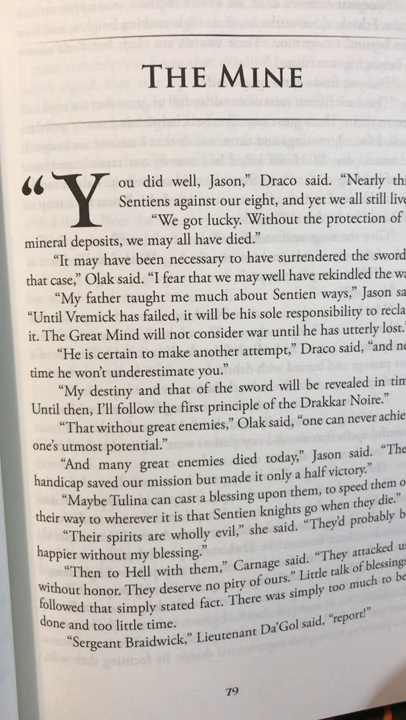 THE MINE
“You did well, Jason,” Draco said. “Nearly
Sentiens against our eight, and yet we all still
“We got lucky. Without the protection of
mineral deposits, we may all have died.”
“It may have been necessary to have surrendered the sword
that case,” Olak said. “I fear that we may well have rekindled the
“My father taught me much about Sentien ways,” Jason
“Until Vremick has failed, it will be his sole responsibility to
it. The Great Mind will not consider war until he has utterly lost.
“He is certain to make another attempt,” Draco said, “and
time he won’t underestimate you.”
“My destiny and that of the sword will be revealed in
Until then, I’ll follow the first principle of the Drakkar Noire.”
“That without great enemies,” Olak said, “one can never
one’s utmost potential.”
“And many great enemies died today,” Jason said. “The
handicap saved our mission but made it only a half victory.”
“Maybe Tulina can cast a blessing upon them, to speed them
their way to wherever it is that Sentien knights go when they die.”
“Their spirits are wholly evil,” she said. “They’d probably
happier without my blessing.”
“Then to Hell with them,” Carnage said. “They attacked
without honor. They deserve no pity of ours.” Little talk of
followed that simply stated fact. There was simply too much to be
done and too little time.
“Sergeant Braidwick,” Lieutenant Da’Gol said, “report!”
79